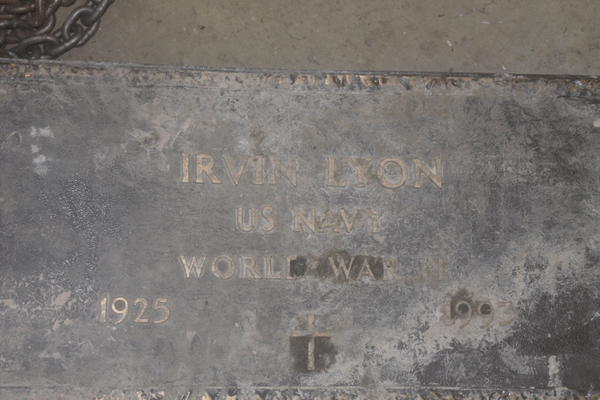 IRVIN LYON
US NAVY
WORLD WAR II
1925